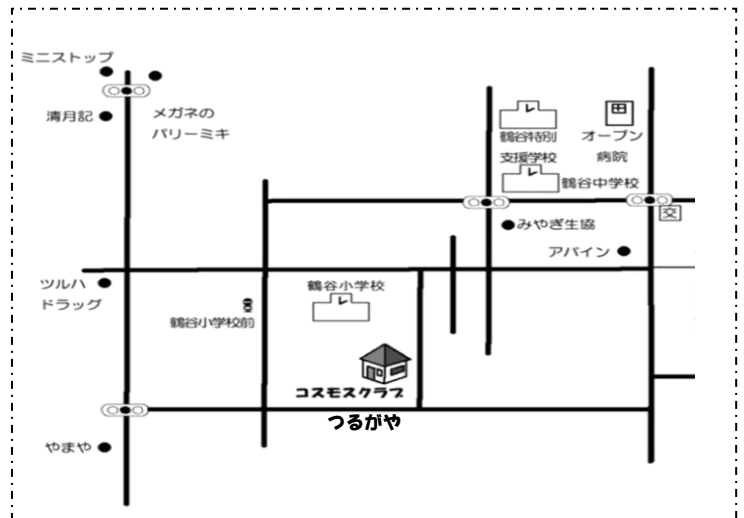 ミニストップ
清月記
メガネの
パリーミキ
鶴谷特別
支援学校
オープン
病院
鶴谷中学校
交
みやぎ生協
アバイン
ツルハ
ドラッグ
鶴谷小学校
鶴谷小学校前
コスモスクラブ
つるがや
やまや